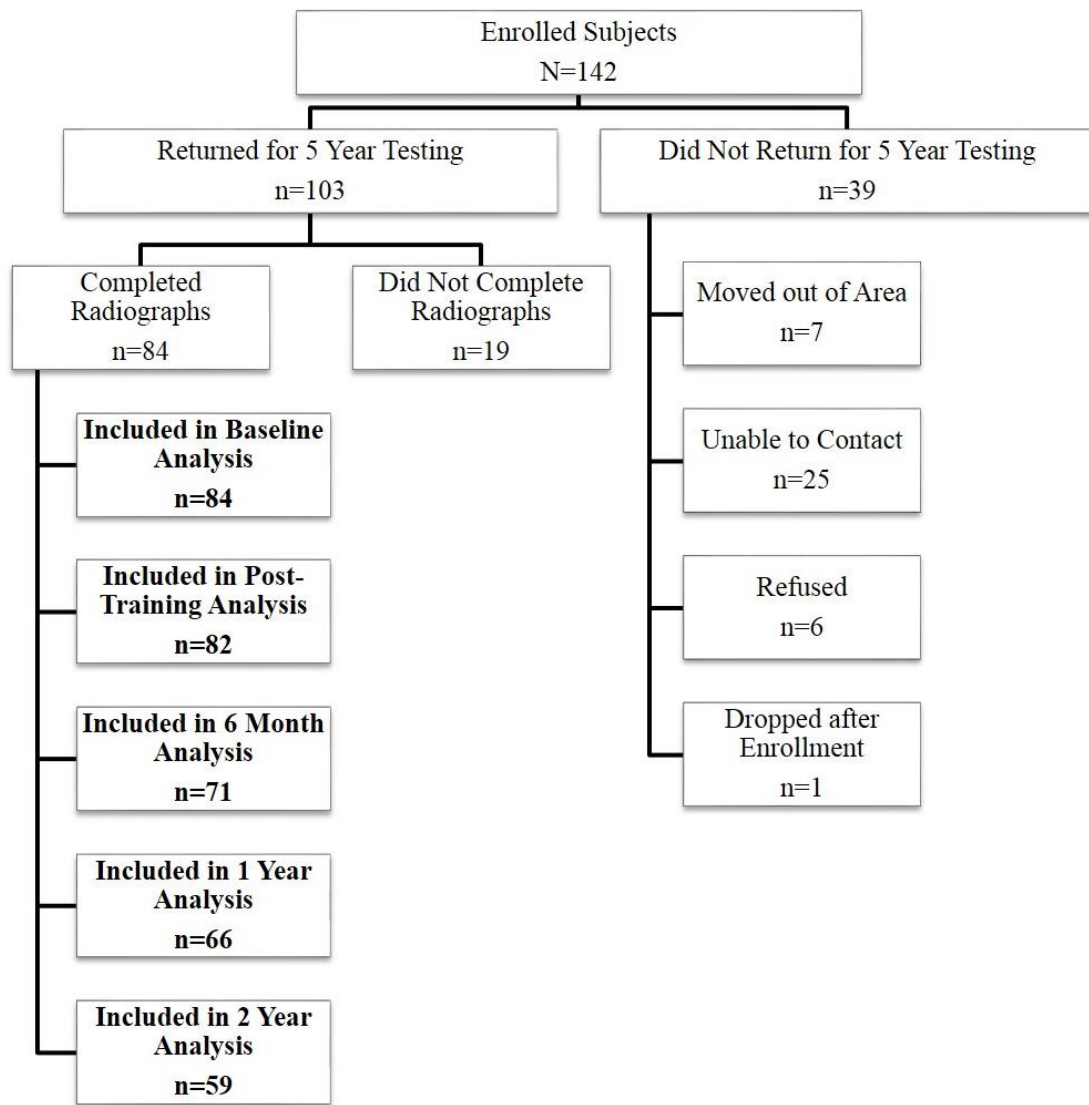 Enrolled Subjects
N=142
Returned for 5 Year Testing
n=103
Did Not Return for 5 Year Testing
n=39
Completed
Radiographs
n=84
Did Not Complete
Radiographs
n=19
Included in Baseline
Analysis
n=84
Included in Post-
Training Analysis
n=82
Included in 6 Month
Analysis
n=71
Included in 1 Year
Analysis
n=66
Included in 2 Year
Analysis
n=59
Moved out of Area
n=7
Unable to Contact
n=25
Refused
n=6
Dropped after
Enrollment
n=1